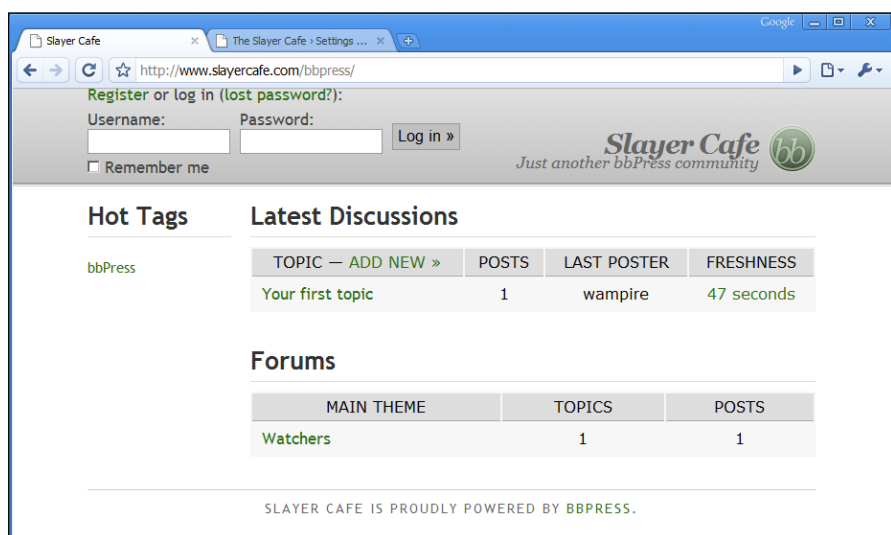 Google
Slayer Cafe
The Slayer Cafe › Settings ...
http://www.slayercafe.com/bbpress/
Register or log in (lost password?):
Username: Password:
Log in »
Remember me
Slayer Cafe
Just another bbPress community
bb
Hot Tags
bbPress
Latest Discussions
TOPIC — ADD NEW » POSTS LAST POSTER FRESHNESS
Your first topic 1 wampire 47 seconds
Forums
MAIN THEME TOPICS POSTS
Watchers 1 1
SLAYER CAFE IS PROUDLY POWERED BY BBPRESS.